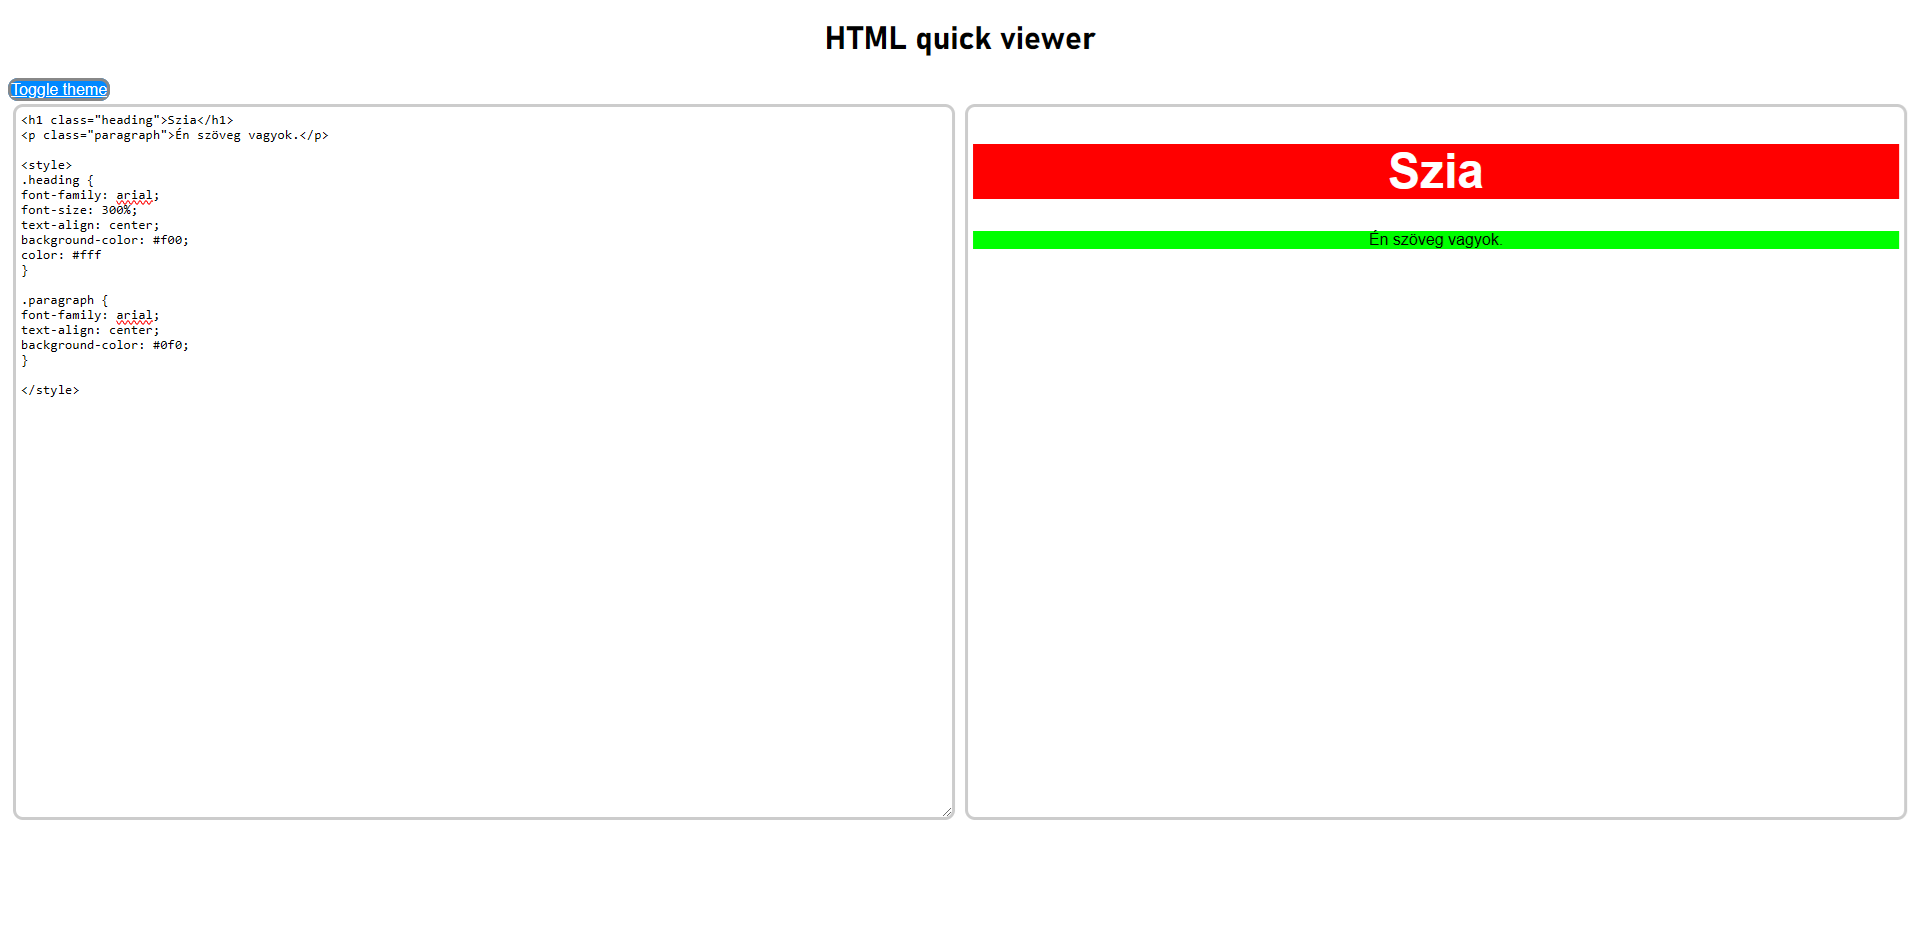 HTML quick viewer
Toggle theme
<h1 class="heading">Szia</h1>
<p class="paragraph">Én szöveg vagyok.</p>
<style>
.heading {
font-family: arial;
font-size: 300%;
text-align: center;
background-color: #f00;
color: #fff
}
.paragraph {
font-family: arial;
text-align: center;
background-color: #0f0;
}
</style>
Szia
Én szöveg vagyok.